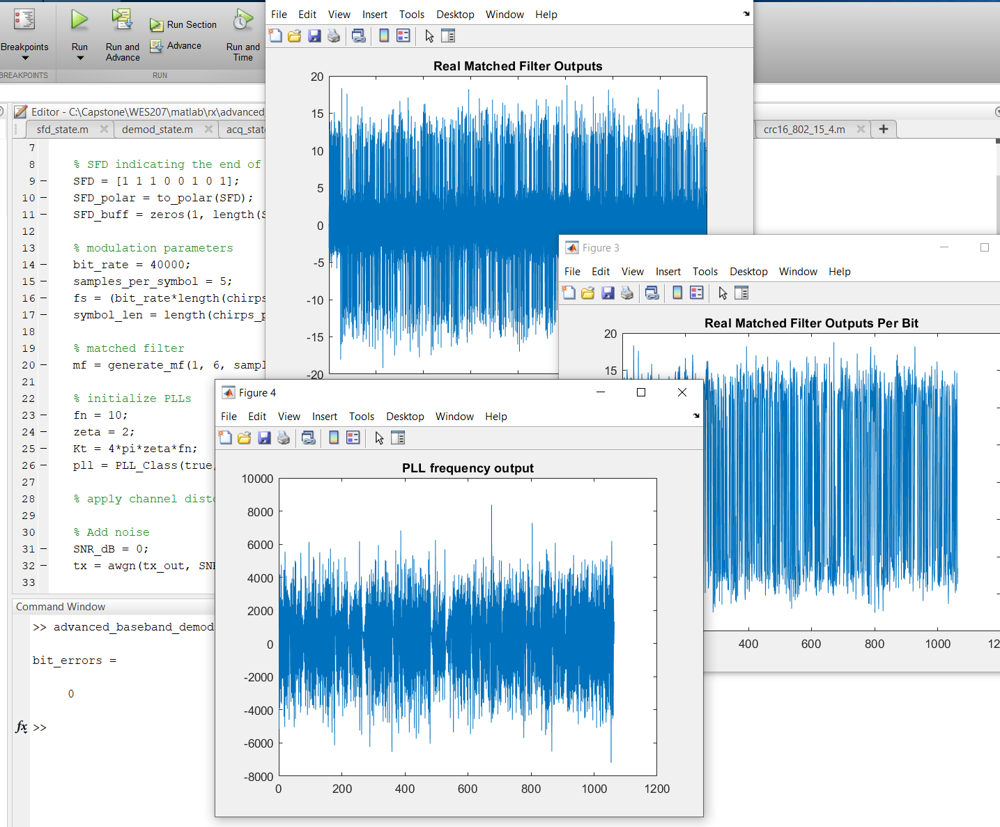 Breakpoints
Run
Run and
Advance
Run Section
Advance
Run and
Time
BREAKPOINTS
RUN
File Edit View Insert Tools Desktop Window Help
Real Matched Filter Outputs
20
15
10
5
0
-5
-10
-15
-20
Editor - C:\Capstone\WES207\matlab\rx\advanced_
sfd_state.m
demod_state.m
acq_stat
crc16_802_15_4.m
7
8 % SFD indicating the end of
9 SFD = [1 1 1 0 0 1 0 1];
10 SFD_polar = to_polar(SFD);
11 SFD_buff = zeros(1, length(S
12
13 % modulation parameters
14 bit_rate = 40000;
15 samples_per_symbol = 5;
16 fs = (bit_rate*length(chirps
17 symbol_len = length(chirps_p
18
19 % matched filter
20 mf = generate_mf(1, 6, sampl
21
22 % initialize PLLs
23 fn = 10;
24 zeta = 2;
25 Kt = 4*pi*zeta*fn;
26 pll = PLL_Class(true,
27
28 % apply channel disto
29
30 % Add noise
31 SNR_dB = 0;
32 tx = awgn(tx_out, SNR
33
Command Window
>> advanced_baseband_demod
bit_errors =
0
fx >>
Figure 3
File Edit View Insert Tools Desktop Window Help
Real Matched Filter Outputs Per Bit
20
15
400 600 800 1000 12
Figure 4
File Edit View Insert Tools Desktop Window Help
PLL frequency output
10000
8000
6000
4000
2000
0
-2000
-4000
-6000
-8000
0 200 400 600 800 1000 1200